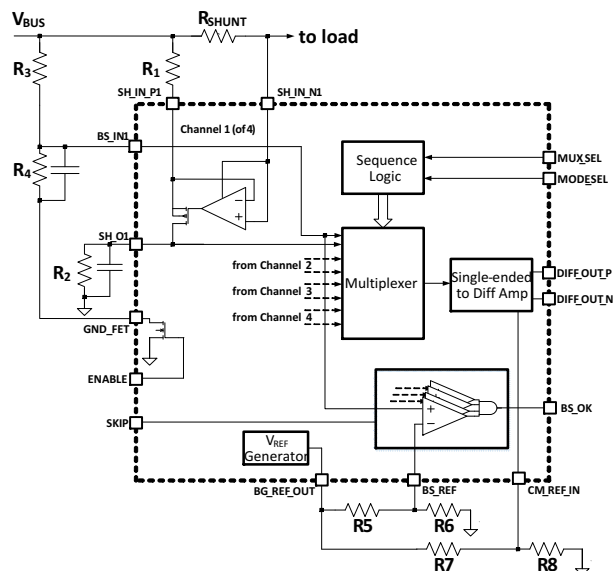 VBUS
RSHUNT
to load
R3
R1
SH_IN_P1
SH_IN_N1
Channel 1 (of 4)
BS_IN1
R4
Sequence
Logic
MUX_SEL
MODE_SEL
+
−
SH_O1
R2
from Channel 2
from Channel 3
from Channel 4
Multiplexer
Single-ended
to Diff Amp
DIFF_OUT_P
DIFF_OUT_N
GND_FET
ENABLE
SKIP
+
−
BS_OK
VREF
Generator
BG_REF_OUT
BS_REF
CM_REF_IN
R5
R6
R7
R8